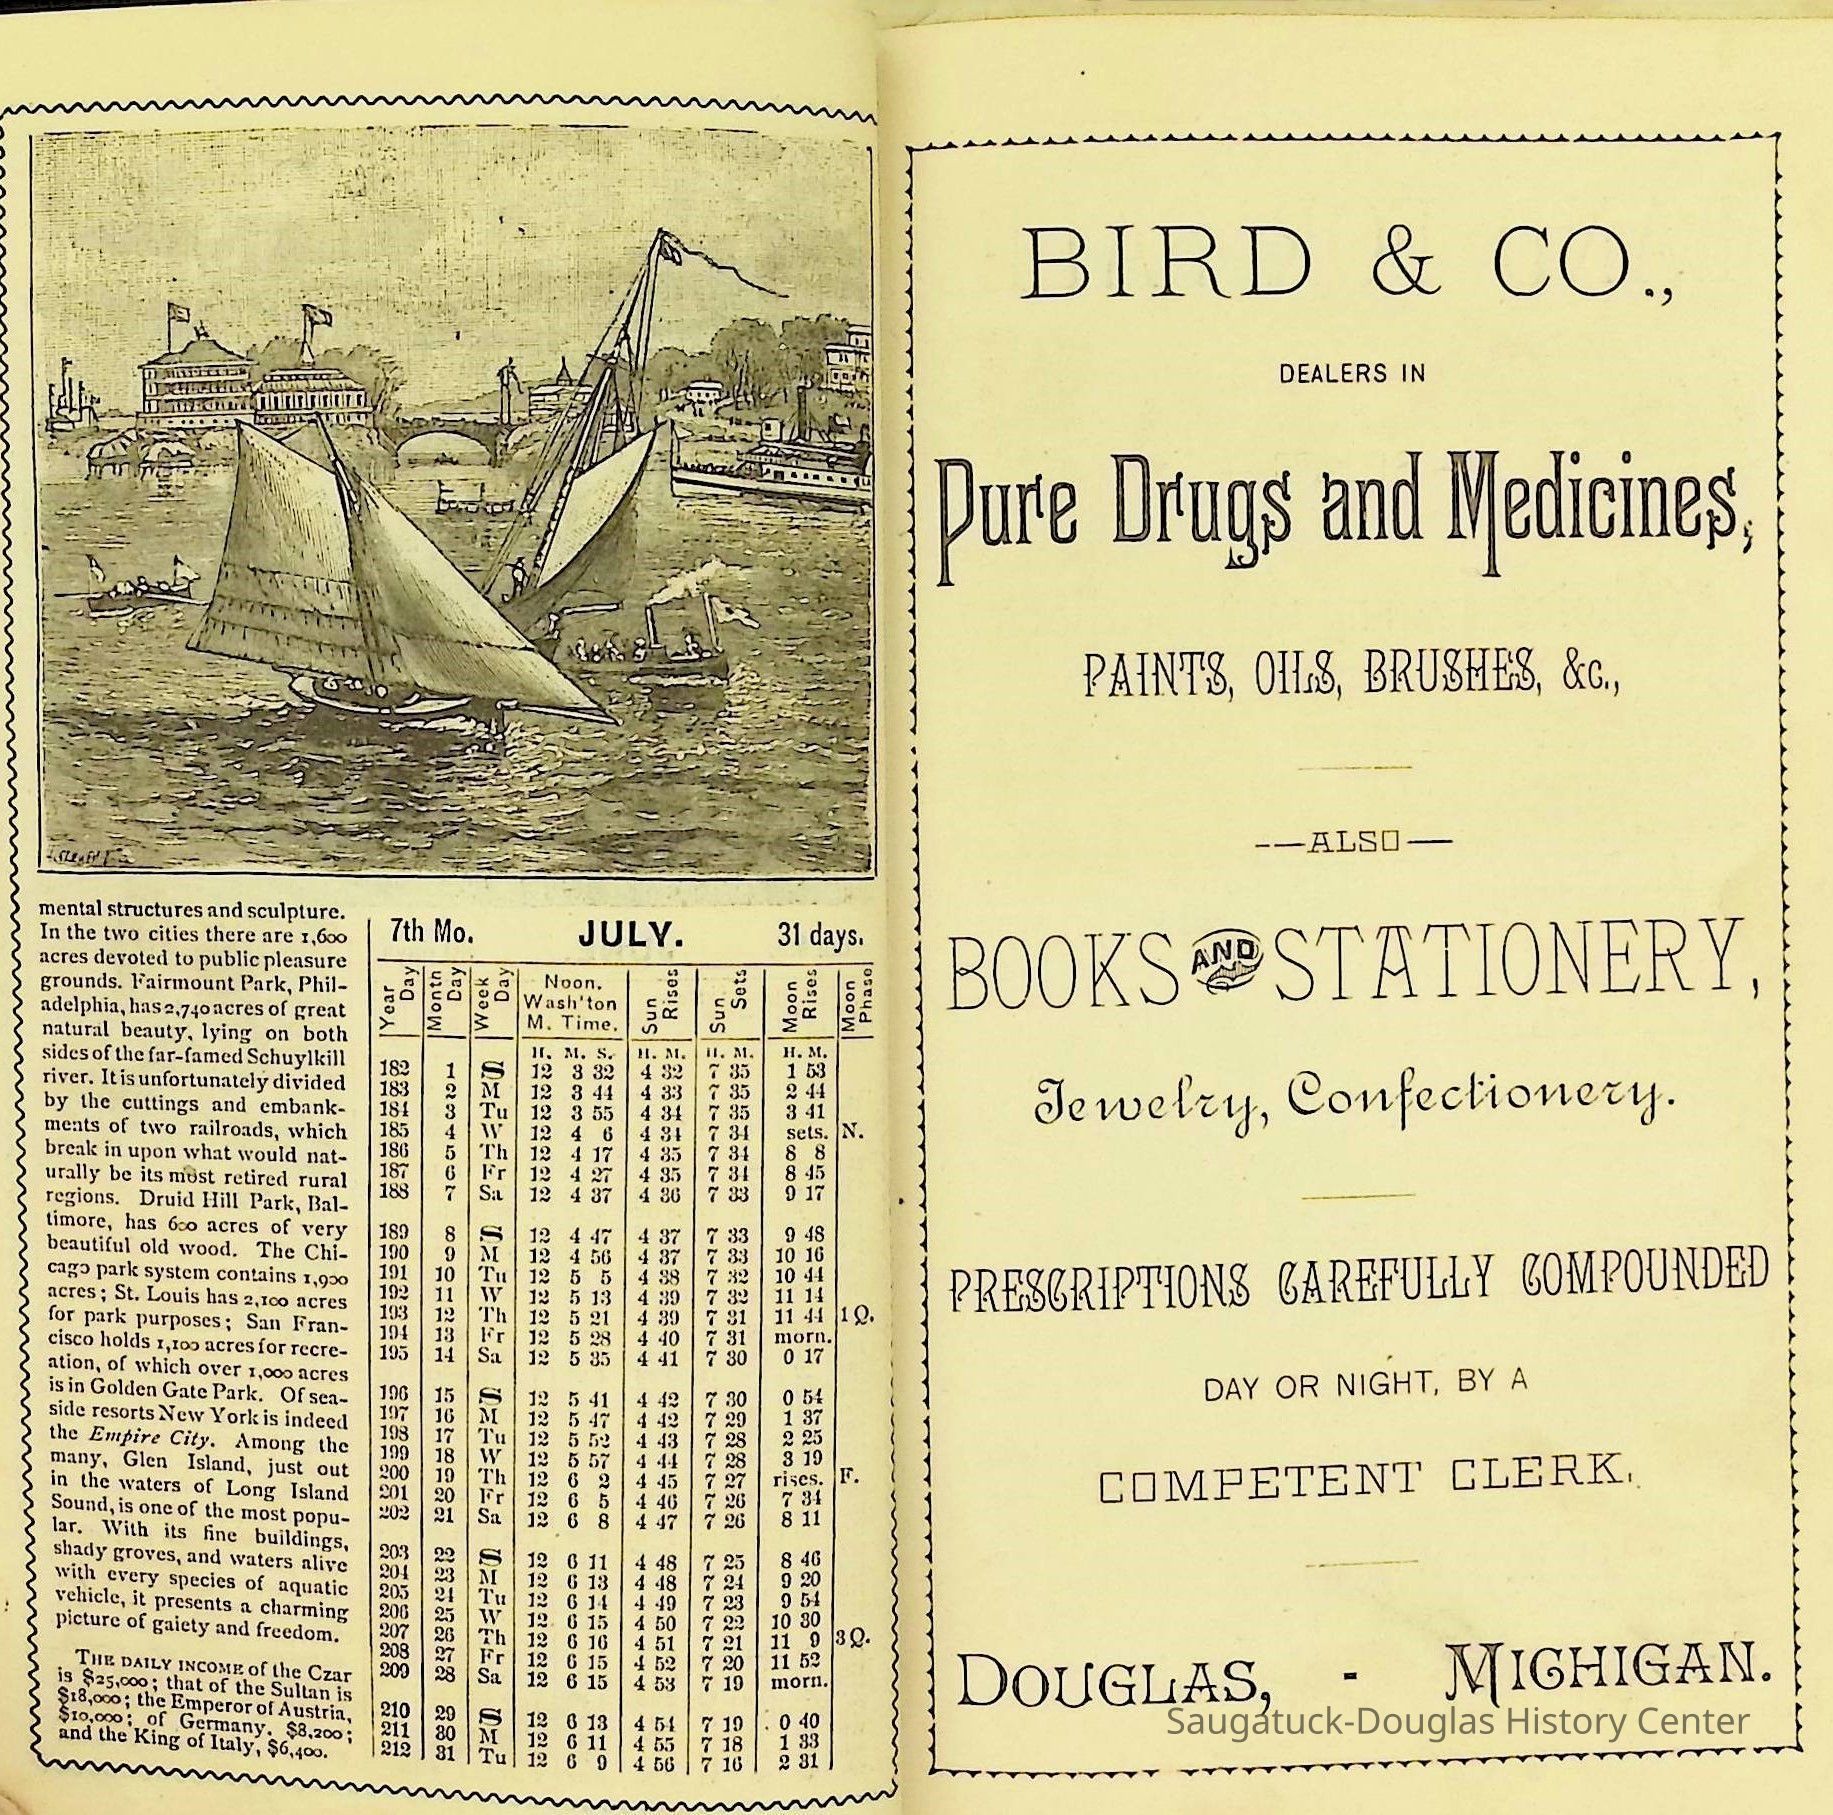 mental structures and sculpture.
In the two cities there are 1,600
acres devoted to public pleasure
grounds. Fairmount Park, Phil-
adelphia, has 2,740 acres of great
natural beauty, lying on both
sides of the far-famed Schuylkill
river. It is unfortunately divided
by the cuttings and embank-
ments of two railroads, which
break in upon what would nat-
urally be its most retired rural
regions. Druid Hill Park, Bal-
timore, has 600 acres of very
beautiful old wood. The Chi-
cago park system contains 1,900
acres; St. Louis has 2,100 acres
for park purposes; San Fran-
cisco holds 1,100 acres for recre-
ation, of which over 1,000 acres
is in Golden Gate Park. Of sea-
side resorts New York is indeed
the Empire City. Among the
many, Glen Island, just out
in the waters of Long Island
Sound, is one of the most popu-
lar. With its fine buildings,
shady groves, and waters alive
with every species of aquatic
vehicle, it presents a charming
picture of gaiety and freedom.
THE DAILY INCOME of the Czar
is $25,000; that of the Sultan is
$18,000; the Emperor of Austria,
$10,000; of Germany, $8,200;
and the King of Italy, $6,400.
7th Mo. JULY. 31 days.
Year Day Month Day Week Day Noon. Wash'ton M. Time. Sun Rises Sun Sets Moon Rises Moon Phase
H. M. S. H. M. H. M. H. M.
182 1 S 12 3 32 4 32 7 35 1 53
183 2 M 12 3 44 4 33 7 35 2 44
184 3 Tu 12 3 55 4 34 7 35 3 41
185 4 W 12 4 6 4 34 7 34 sets. N.
186 5 Th 12 4 17 4 35 7 34 8 8
187 6 Fr 12 4 27 4 35 7 34 8 45
188 7 Sa 12 4 37 4 36 7 33 9 17
189 8 S 12 4 47 4 37 7 33 9 48
190 9 M 12 4 56 4 37 7 33 10 16
191 10 Tu 12 5 5 4 38 7 32 10 44
192 11 W 12 5 13 4 39 7 32 11 14
193 12 Th 12 5 21 4 39 7 31 11 44 1 Q.
194 13 Fr 12 5 28 4 40 7 31 morn.
195 14 Sa 12 5 35 4 41 7 30 0 17
196 15 S 12 5 41 4 42 7 30 0 54
197 16 M 12 5 47 4 42 7 29 1 37
198 17 Tu 12 5 52 4 43 7 28 2 25
199 18 W 12 5 57 4 44 7 28 3 19
200 19 Th 12 6 2 4 45 7 27 rises. F.
201 20 Fr 12 6 5 4 46 7 26 7 34
202 21 Sa 12 6 8 4 47 7 26 8 11
203 22 S 12 6 11 4 48 7 25 8 46
204 23 M 12 6 13 4 48 7 24 9 20
205 24 Tu 12 6 14 4 49 7 23 9 54
206 25 W 12 6 15 4 50 7 22 10 30
207 26 Th 12 6 16 4 51 7 21 11 9 3 Q.
208 27 Fr 12 6 15 4 52 7 20 11 52
209 28 Sa 12 6 15 4 53 7 19 morn.
210 29 S 12 6 13 4 54 7 19 0 40
211 30 M 12 6 11 4 55 7 18 1 33
212 31 Tu 12 6 9 4 56 7 16 2 31
BIRD & CO.,
DEALERS IN
Pure Drugs and Medicines,
PAINTS, OILS, BRUSHES, &c.,
—ALSO—
BOOKS AND STATIONERY,
Jewelry, Confectionery.
PRESCRIPTIONS CAREFULLY COMPOUNDED
DAY OR NIGHT, BY A
COMPETENT CLERK.
DOUGLAS, - MICHIGAN.
Saugatuck-Douglas History Center